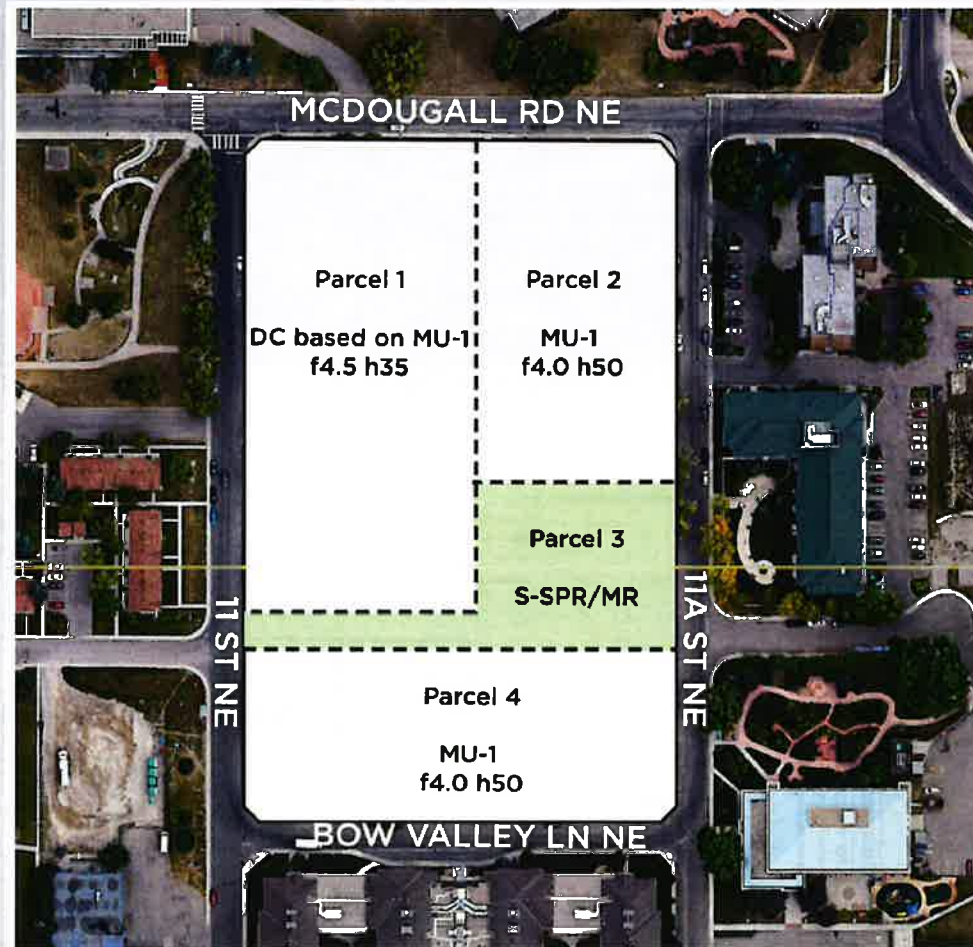 MCDOUGALL RD NE
Parcel 1
DC based on MU-1
f4.5 h35
Parcel 2
MU-1
f4.0 h50
Parcel 3
S-SPR/MR
11 ST NE
11A ST NE
Parcel 4
MU-1
f4.0 h50
BOW VALLEY LN NE